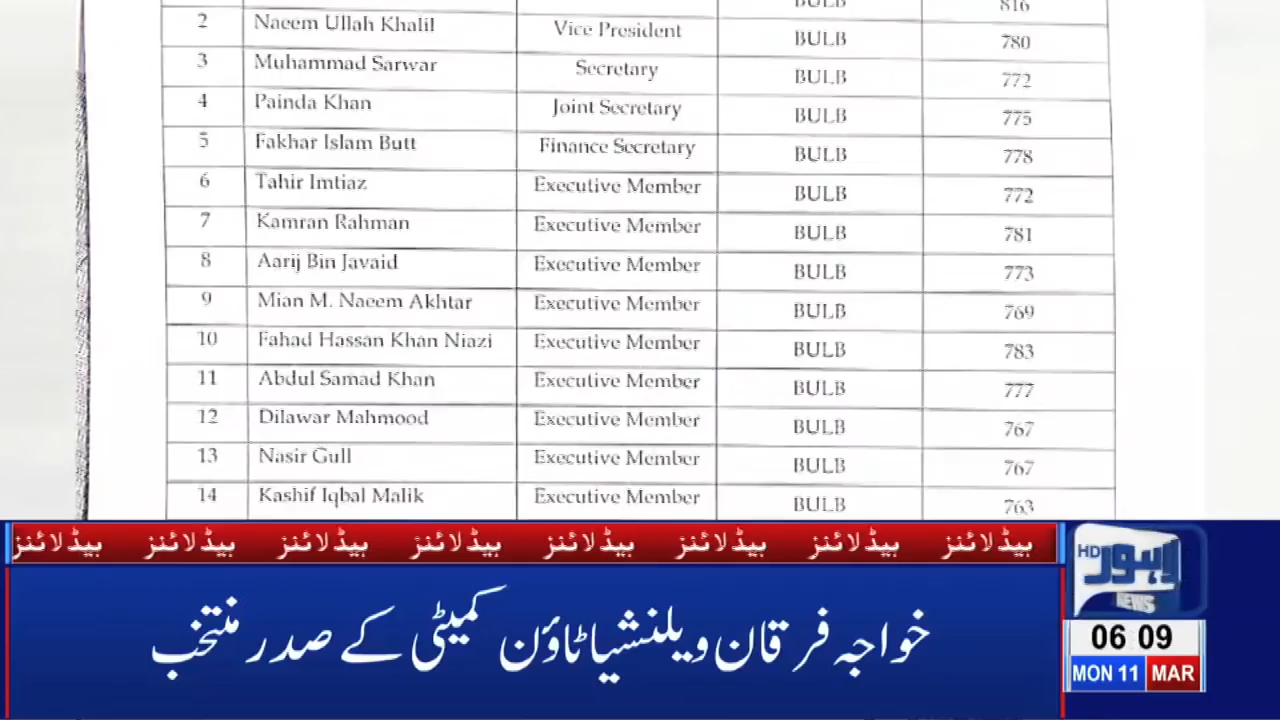 BULB 816
2 Naeem Ullah Khalil Vice President BULB 780
3 Muhammad Sarwar Secretary BULB 772
4 Painda Khan Joint Secretary BULB 775
5 Fakhar Islam Butt Finance Secretary BULB 778
6 Tahir Imtiaz Executive Member BULB 772
7 Kamran Rahman Executive Member BULB 781
8 Aarij Bin Javaid Executive Member BULB 773
9 Mian M. Naeem Akhtar Executive Member BULB 769
10 Fahad Hassan Khan Niazi Executive Member BULB 783
11 Abdul Samad Khan Executive Member BULB 777
12 Dilawar Mahmood Executive Member BULB 767
13 Nasir Gull Executive Member BULB 767
14 Kashif Iqbal Malik Executive Member BULB 763
ہیڈلائنز ہیڈلائنز ہیڈلائنز ہیڈلائنز ہیڈلائنز ہیڈلائنز ہیڈلائنز ہیڈلائنز
خواجہ فرقان ویلنشیا ٹاؤن کمیٹی کے صدر منتخب
HD لاہور
NEWS
06 09
MON 11 MAR